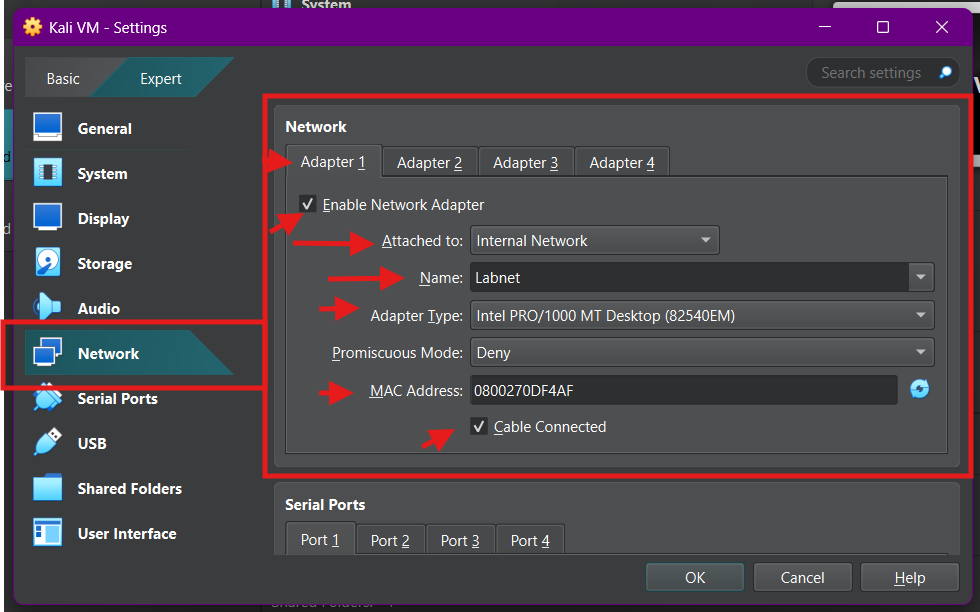 System
Kali VM - Settings
Basic
Expert
Search settings
General
System
Display
Storage
Audio
Network
Serial Ports
USB
Shared Folders
User Interface
Network
Adapter 1
Adapter 2
Adapter 3
Adapter 4
Enable Network Adapter
Attached to: Internal Network
Name: Labnet
Adapter Type: Intel PRO/1000 MT Desktop (82540EM)
Promiscuous Mode: Deny
MAC Address: 0800270DF4AF
Cable Connected
Serial Ports
Port 1
Port 2
Port 3
Port 4
OK
Cancel
Help